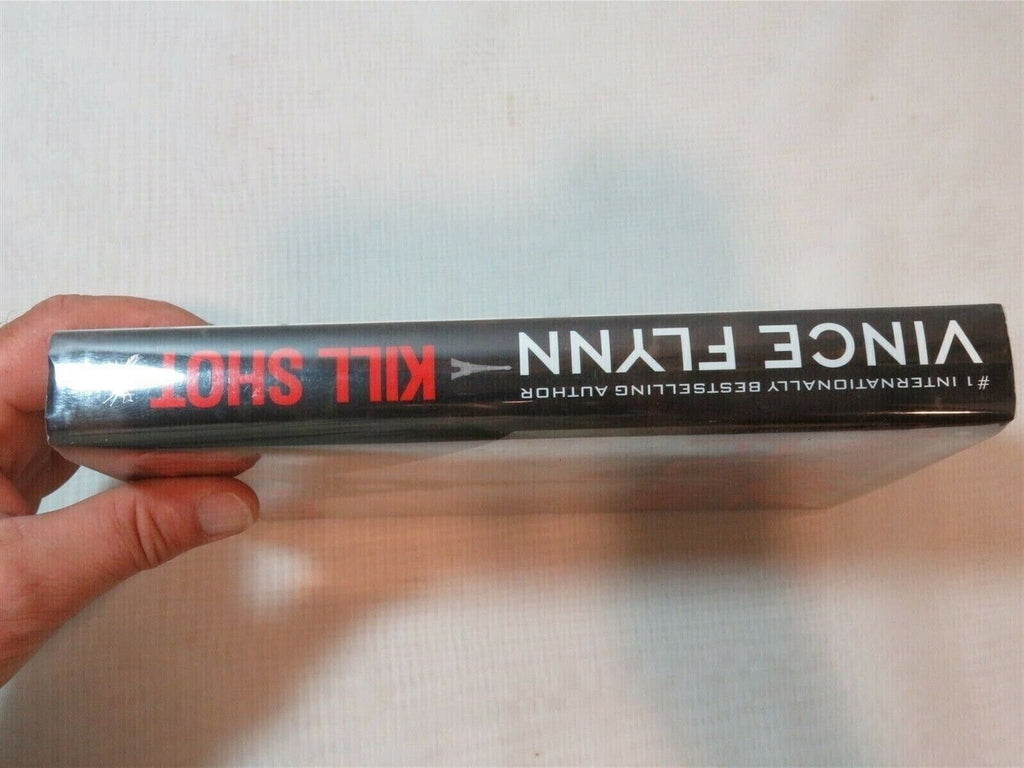 #1 INTERNATIONALLY BESTSELLING AUTHOR
VINCE FLYNN
KILL SHOT